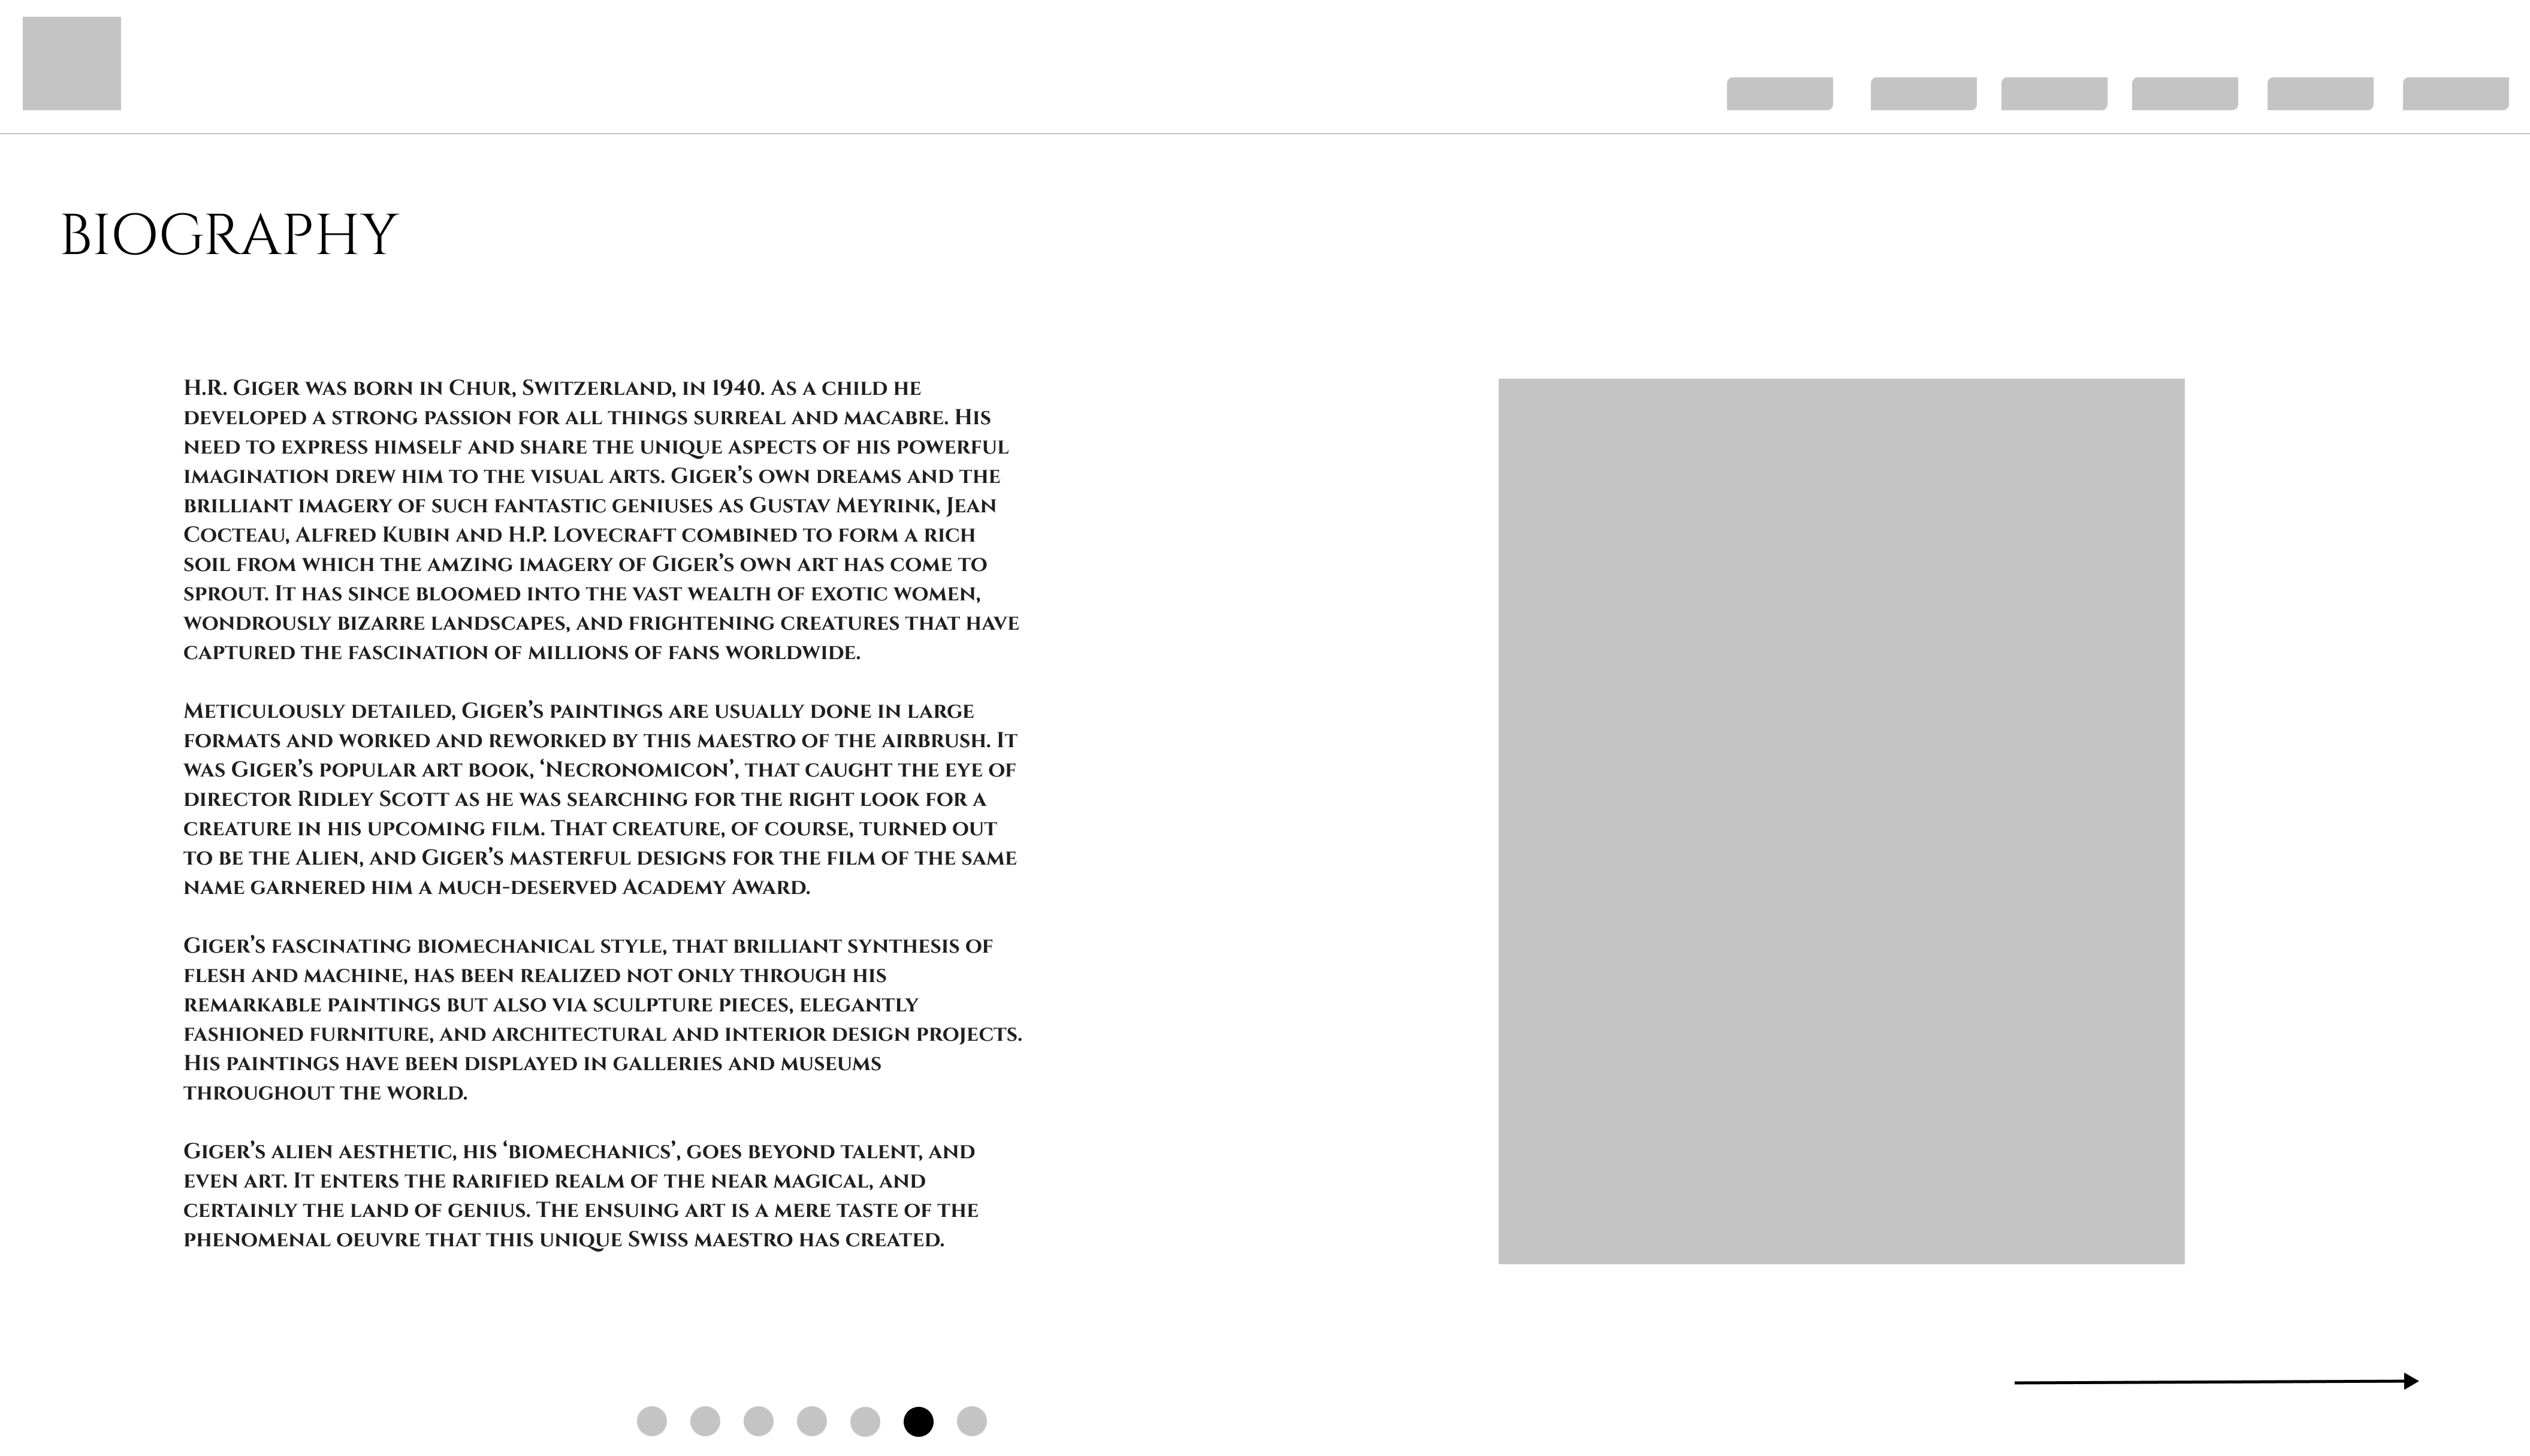 BIOGRAPHY
H.R. Giger was born in Chur, Switzerland, in 1940. As a child he
developed a strong passion for all things surreal and macabre. His
need to express himself and share the unique aspects of his powerful
imagination drew him to the visual arts. Giger’s own dreams and the
brilliant imagery of such fantastic geniuses as Gustav Meyrink, Jean
Cocteau, Alfred Kubin and H.P. Lovecraft combined to form a rich
soil from which the amzing imagery of Giger’s own art has come to
sprout. It has since bloomed into the vast wealth of exotic women,
wondrously bizarre landscapes, and frightening creatures that have
captured the fascination of millions of fans worldwide.
Meticulously detailed, Giger’s paintings are usually done in large
formats and worked and reworked by this maestro of the airbrush. It
was Giger’s popular art book, ‘Necronomicon’, that caught the eye of
director Ridley Scott as he was searching for the right look for a
creature in his upcoming film. That creature, of course, turned out
to be the Alien, and Giger’s masterful designs for the film of the same
name garnered him a much-deserved Academy Award.
Giger’s fascinating biomechanical style, that brilliant synthesis of
flesh and machine, has been realized not only through his
remarkable paintings but also via sculpture pieces, elegantly
fashioned furniture, and architectural and interior design projects.
His paintings have been displayed in galleries and museums
throughout the world.
Giger’s alien aesthetic, his ‘biomechanics’, goes beyond talent, and
even art. It enters the rarified realm of the near magical, and
certainly the land of genius. The ensuing art is a mere taste of the
phenomenal oeuvre that this unique Swiss maestro has created.